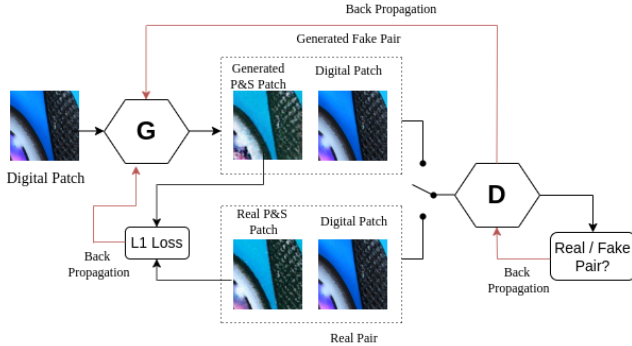 Back Propagation
Generated Fake Pair
Generated
P&S Patch
Digital Patch
G
Digital Patch
D
Real P&S
Patch
Digital Patch
L1 Loss
Back
Propagation
Real / Fake
Pair?
Back
Propagation
Real Pair